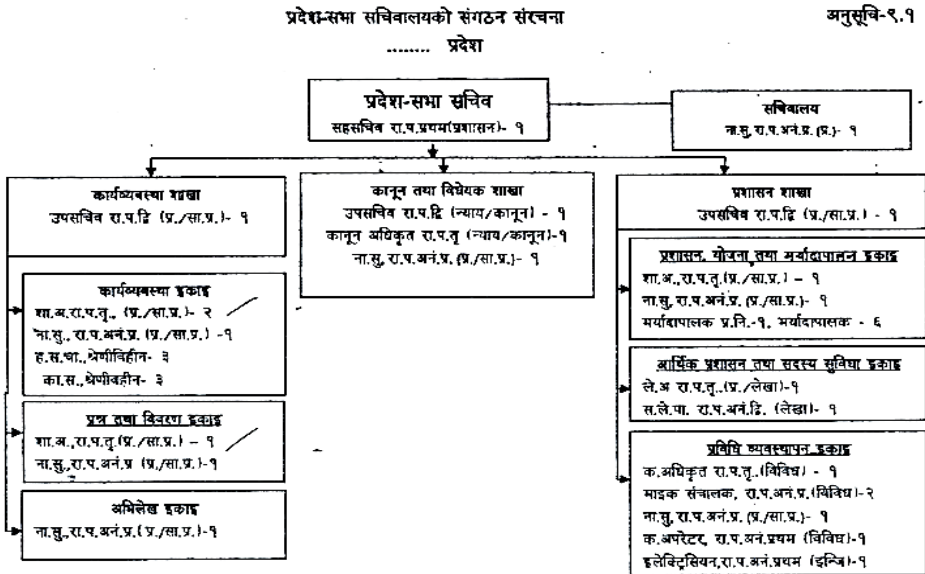 प्रदेश-सभा सचिवालयको संगठन संरचना
अनुसूचि-९.१
........ प्रदेश
प्रदेश-सभा सचिव
सहसचिव रा.प.प्रथम(प्रशासन)- १
सचिवालय
ना.सु, रा.प.अनं.प्र. (प्र.) - १
कार्यव्यवस्था शाखा
उपसचिव रा.प.द्वि (प्र./सा.प्र.)- १
कानून तथा विधेयक शाखा
उपसचिव रा.प.द्वि (न्याय/कानून) - १
कानून अधिकृत रा.प.तृ (न्याय/कानून)-१
ना.सु, रा.प.अनं.प्र. (प्र./सा.प्र.)- १
प्रशासन शाखा
उपसचिव रा.प.द्वि (प्र./सा.प्र.) - १
कार्यव्यवस्था इकाइ
शा.अ.रा.प.तृ., (प्र./सा.प्र.)- २
ना.सु., रा.प.अनं.प्र. (प्र./सा.प्र.) -१
ह.स.चा., श्रेणीविहीन- ३
का.स., श्रेणीवहीन- ३
प्रश्न तथा विवरण इकाइ
शा.अ.,रा.प.तृ.(प्र./सा.प्र.) - १
ना.सु.,रा.प.अनं.प्र (प्र./सा.प्र.)-१
अभिलेख इकाइ
ना.सु.,रा.प.अनं.प्र.(प्र./सा.प्र.)-१
प्रशासन, योजना तथा मर्यादापालन इकाइ
शा.अ., रा.प.तृ.(प्र./सा.प्र.) - १
ना.सु, रा.प.अनं.प्र. (प्र./सा.प्र.)- १
मर्यादापालक प्र.नि.-१, मर्यादापालक - ६
आर्थिक प्रशासन तथा सदस्य सुविधा इकाइ
ले.अ रा.प.तृ..(प्र./लेखा)-१
स.ले.पा. रा.प.अनं.द्वि. (लेखा)- १
प्रविधि व्यवस्थापन इकाइ
क.अधिकृत रा.प.तृ..(विविध) - १
माइक संचालक, रा.प.अनं.प्र.(विविध)-२
ना.सु, रा.प.अनं.प्र. (प्र./सा.प्र.)- १
क.अपरेटर, रा.प.अनं.प्रथम (विविध)-१
इलेक्ट्रिसियन,रा.प.अनं.प्रथम (इन्जि)-१